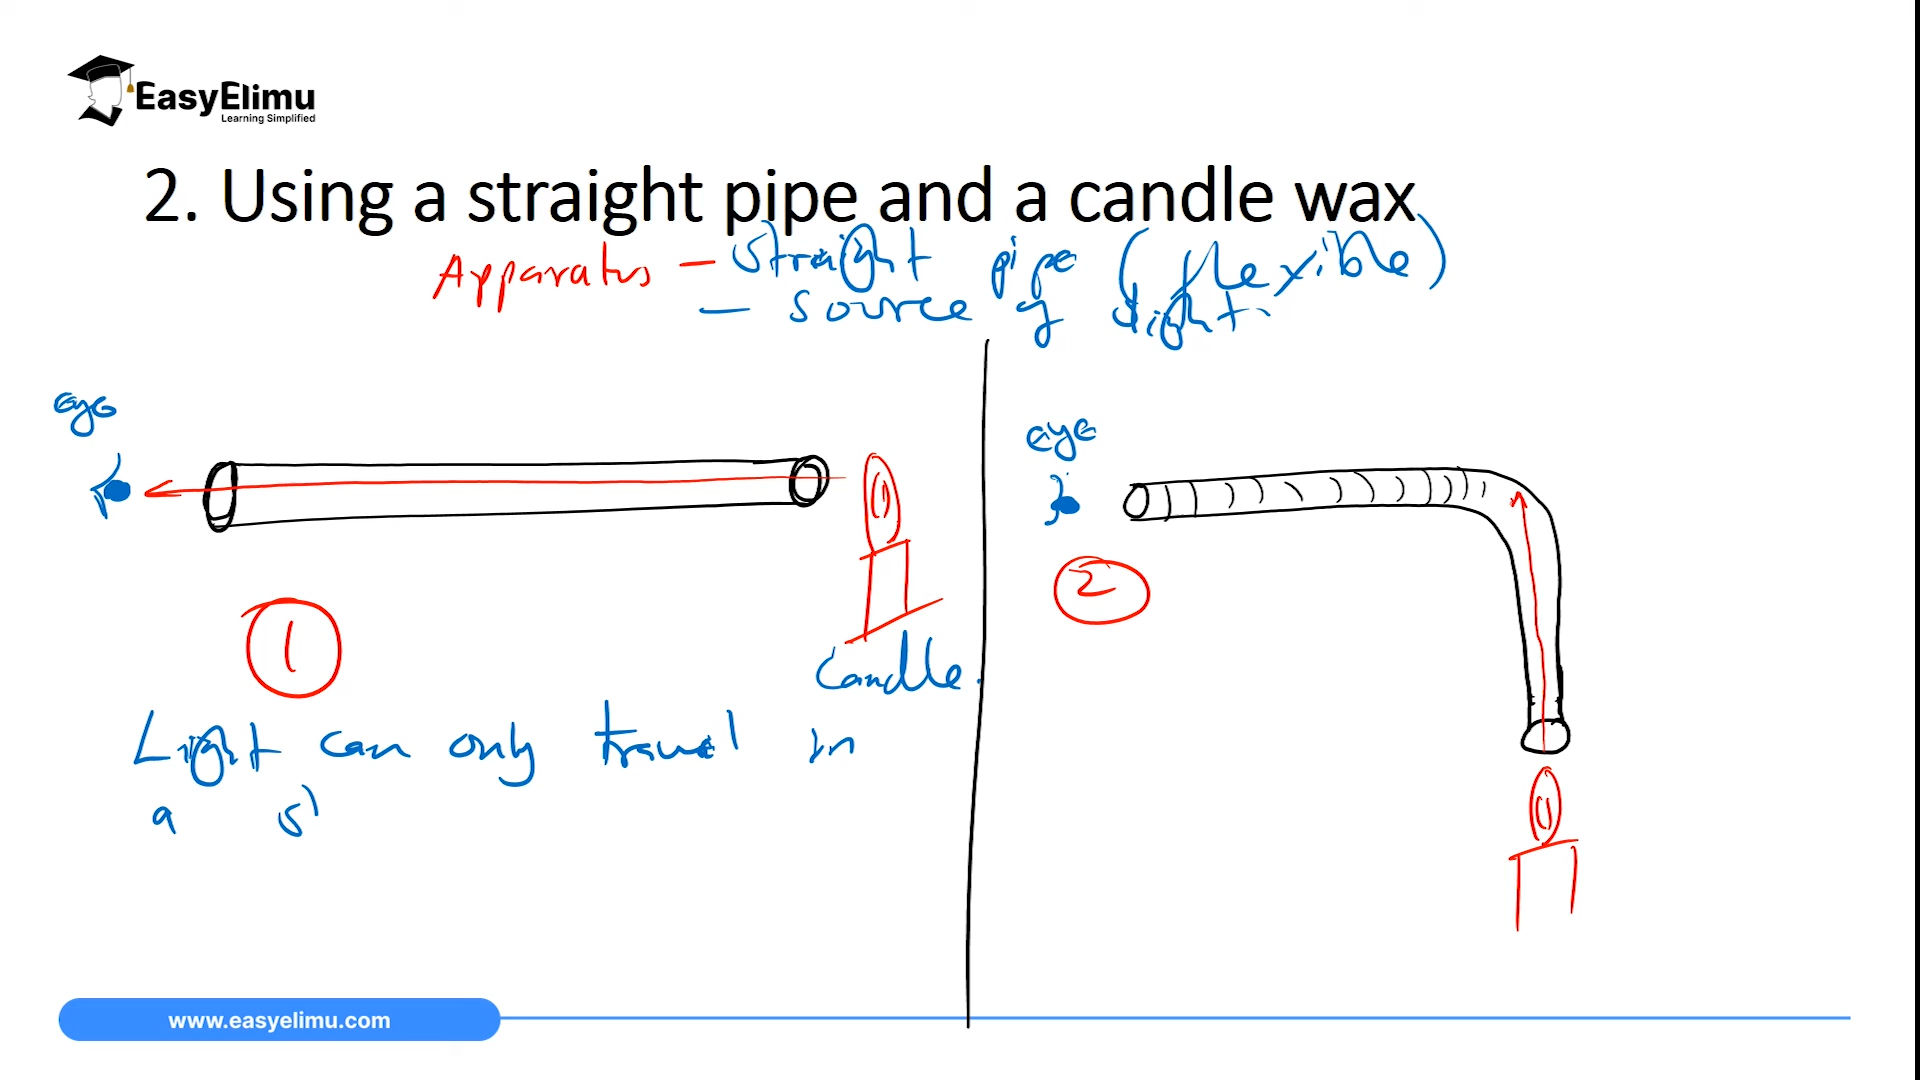 EasyElimu
Learning Simplified
2. Using a straight pipe and a candle wax
Apparatus - Straight pipe (flexible)
- Source of light.
eye
eye
1
2
Candle.
Light can only travel in
a s
www.easyelimu.com